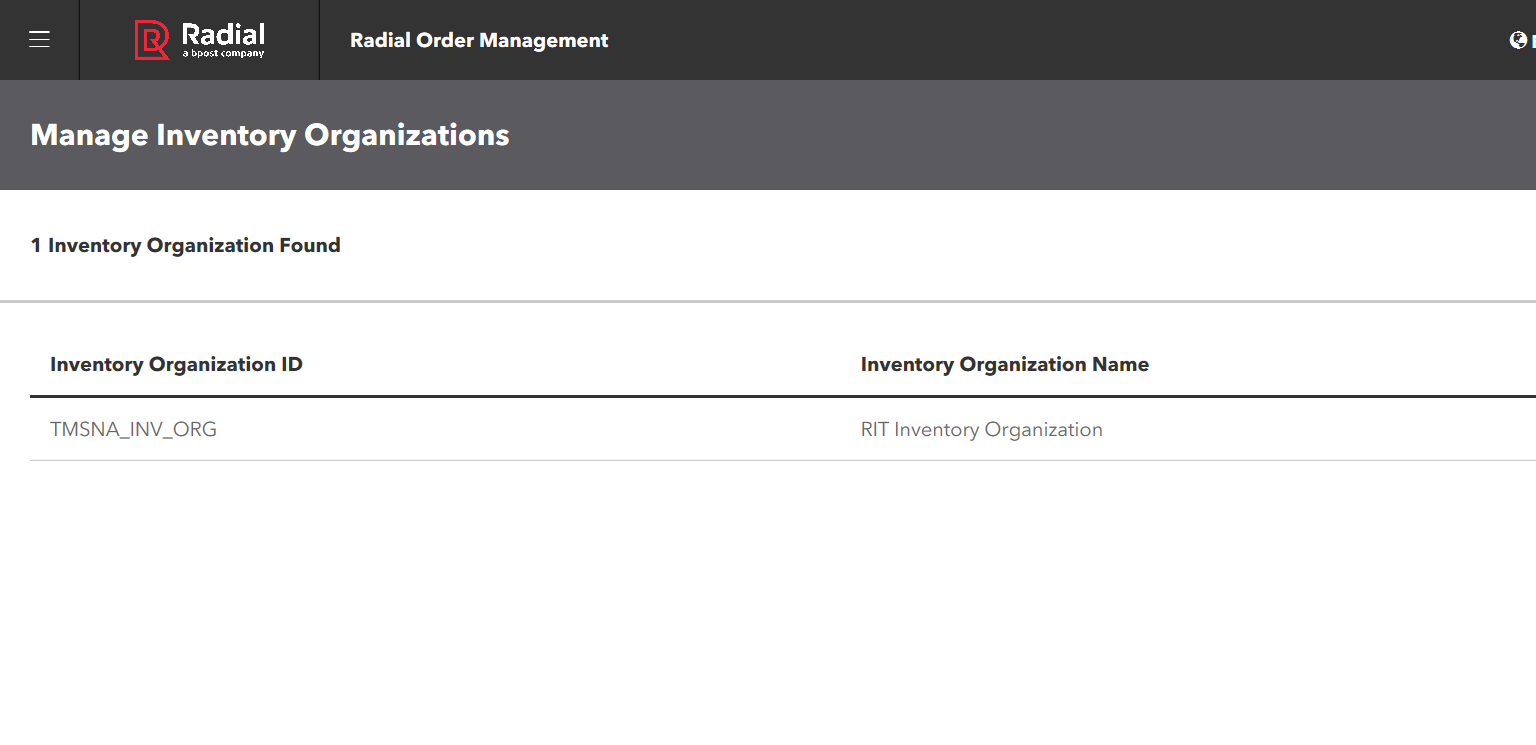 Radial
a bpost company
Radial Order Management
Manage Inventory Organizations
1 Inventory Organization Found
Inventory Organization ID
Inventory Organization Name
TMSNA_INV_ORG
RIT Inventory Organization